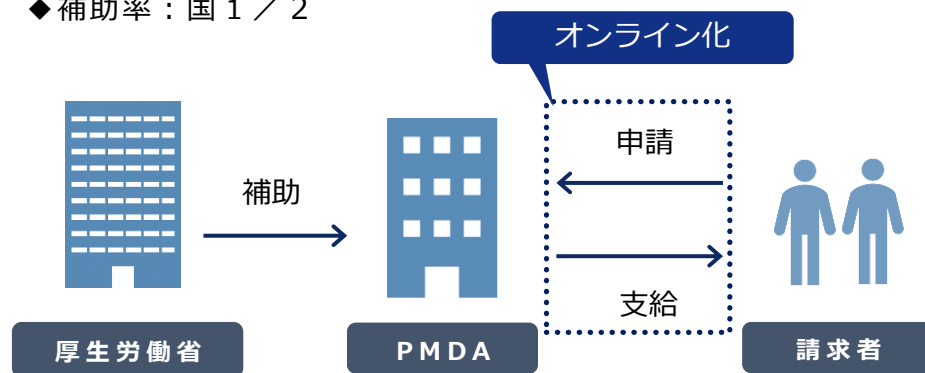 ◆補助率：国１／２
オンライン化
申請
補助
支給
厚生労働省
PMDA
請求者